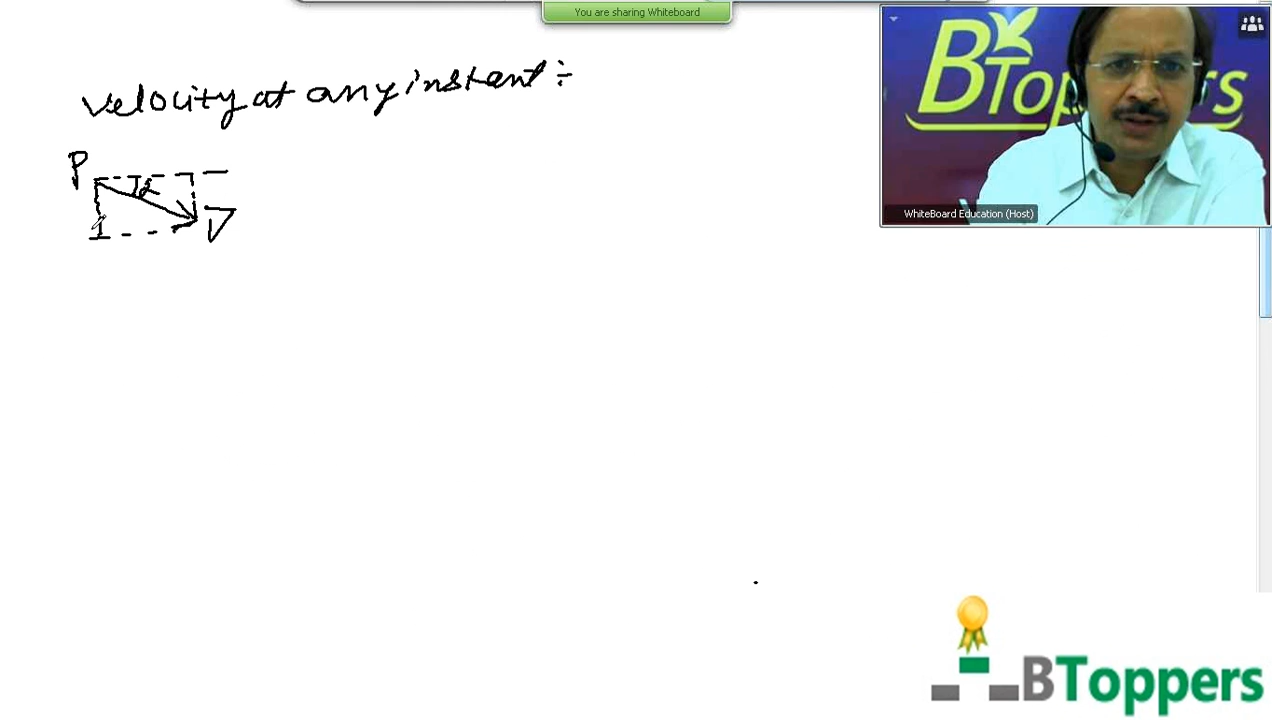 You are sharing Whiteboard
BToppers
WhiteBoard Education (Host)
velocity at any instant ÷
P
α
V
BToppers